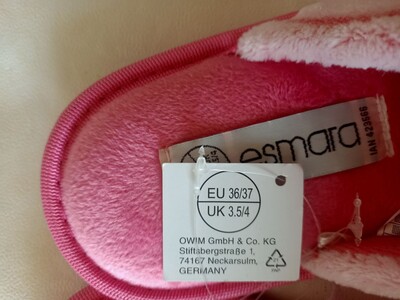 esmara
IAN 423566
EU 36/37
UK 3.5/4
OWIM GmbH & Co. KG
Stiftsbergstraße 1,
74167 Neckarsulm,
GERMANY